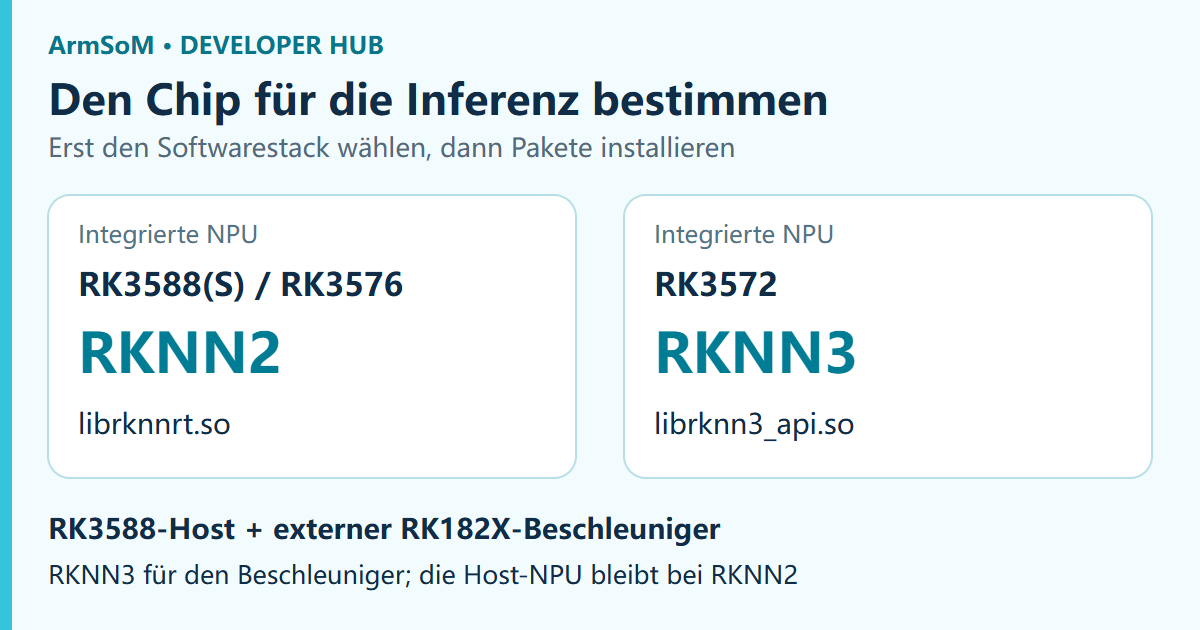 ArmSoM • DEVELOPER HUB
Den Chip für die Inferenz bestimmen
Erst den Softwarestack wählen, dann Pakete installieren
Integrierte NPU
RK3588(S) / RK3576
RKNN2
librknnrt.so
Integrierte NPU
RK3572
RKNN3
librknn3_api.so
RK3588-Host + externer RK182X-Beschleuniger
RKNN3 für den Beschleuniger; die Host-NPU bleibt bei RKNN2